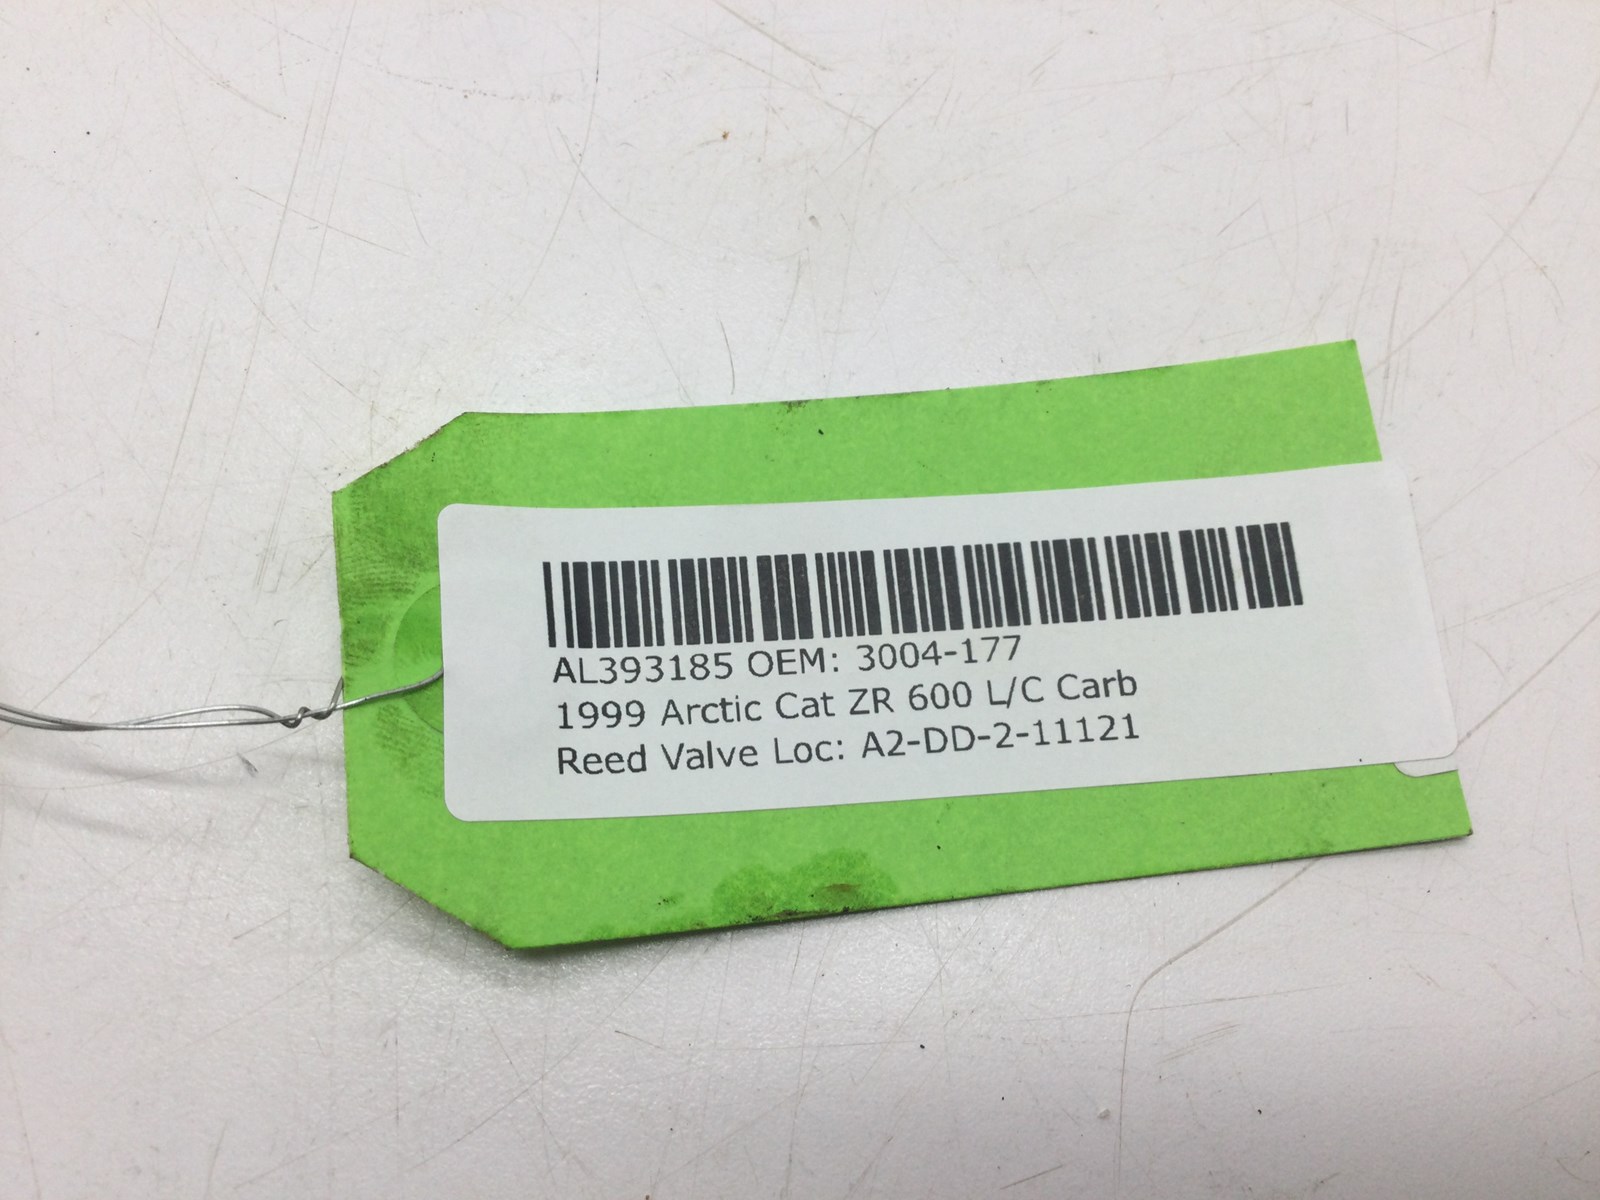 AL393185 OEM: 3004-177
1999 Arctic Cat ZR 600 L/C Carb
Reed Valve Loc: A2-DD-2-11121